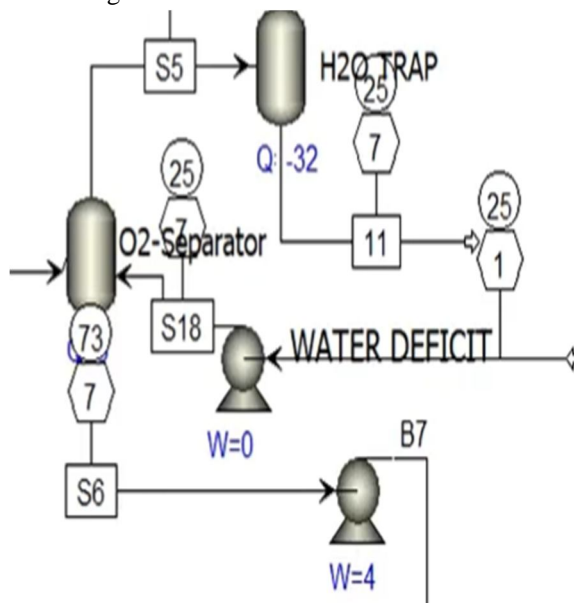 S5
H2O TRAP
25
7
Q: -32
25
7
11
25
1
O2-Separator
S18
73
7
WATER DEFICIT
W=0
S6
B7
W=4